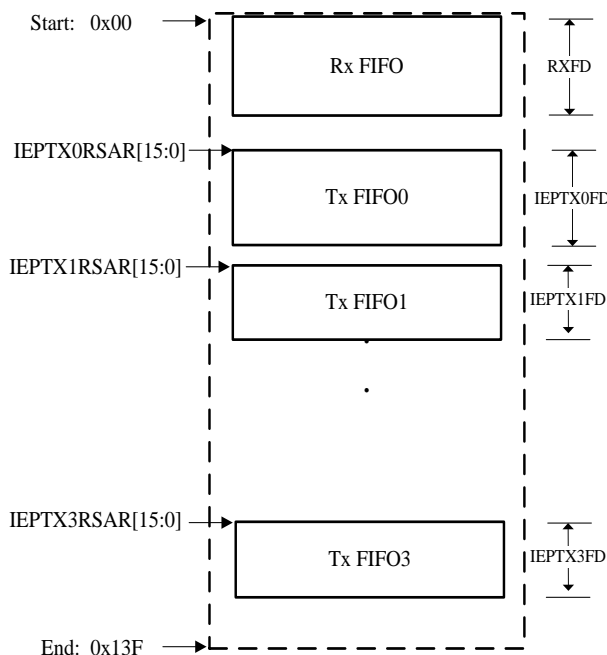 Start: 0x00
Rx FIFO
RXFD
IEPTX0RSAR[15:0]
Tx FIFO0
IEPTX0FD
IEPTX1RSAR[15:0]
Tx FIFO1
IEPTX1FD
IEPTX3RSAR[15:0]
Tx FIFO3
IEPTX3FD
End: 0x13F